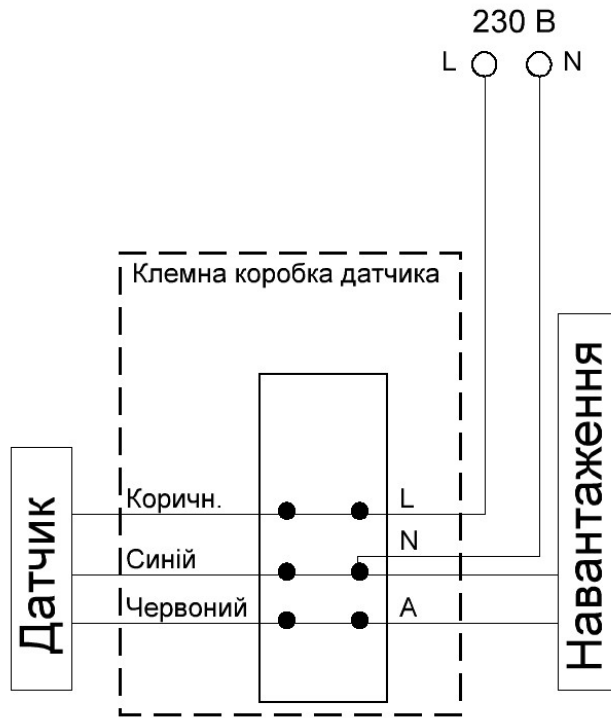 230 В
L N
Клемна коробка датчика
Коричн. L
N
Синій
Червоний А
Датчик
Навантаження